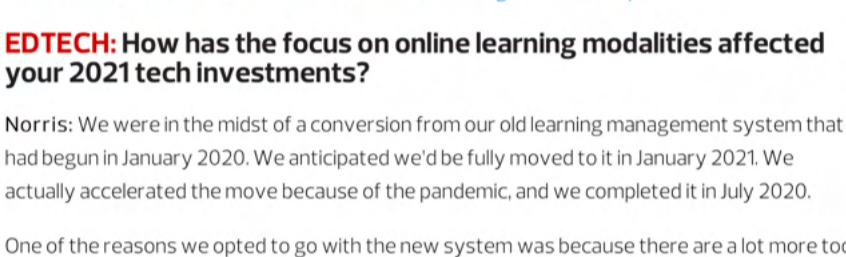 EDTECH: How has the focus on online learning modalities affected
your 2021 tech investments?
Norris: We were in the midst of a conversion from our old learning management system that
had begun in January 2020. We anticipated we'd be fully moved to it in January 2021. We
actually accelerated the move because of the pandemic, and we completed it in July 2020.
One of the reasons we opted to go with the new system was because there are a lot more